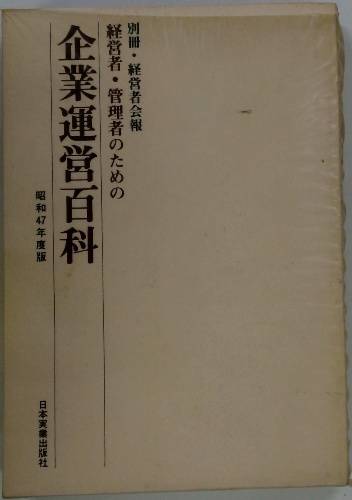 別冊・経営者会報
経営者・管理者のための
企業運営百科
昭和47年度版
日本実業出版社